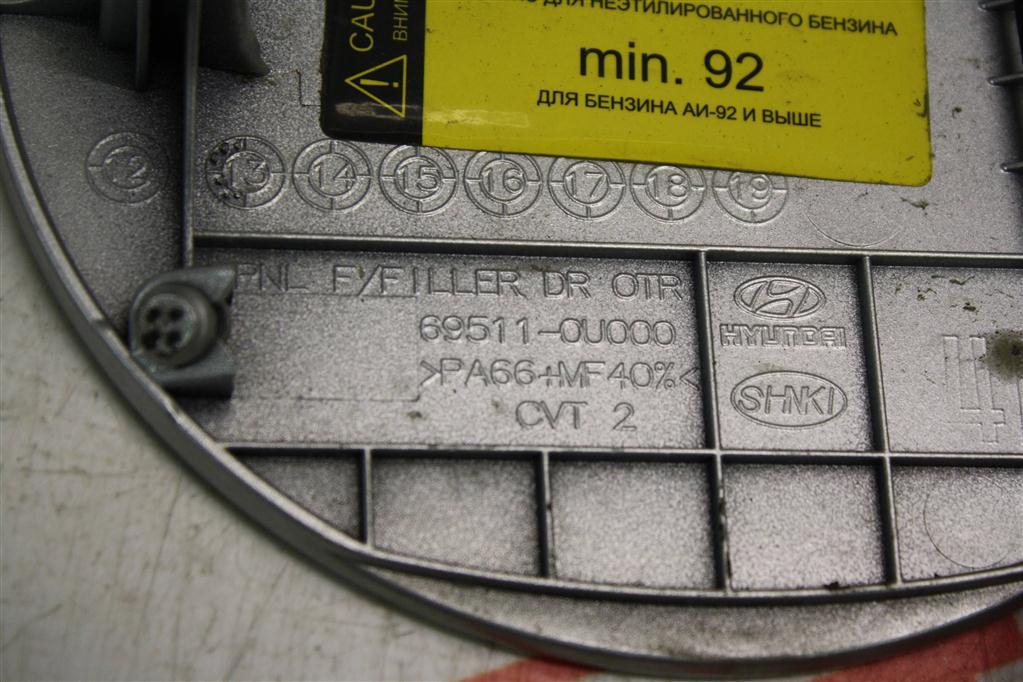 CAU
ВНИМ
ДЛЯ НЕЭТИЛИРОВАННОГО БЕНЗИНА
min. 92
ДЛЯ БЕНЗИНА АИ-92 И ВЫШЕ
12 13 14 15 16 17 18 19
PNL F/FILLER DR OTR
69511-0U000
>PA66+MF40%<
CVT 2
HYUNDAI
SHNKI